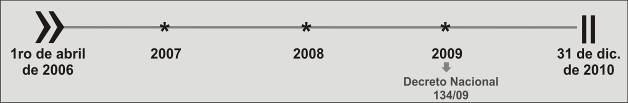 1ro de abril
de 2006
2007
2008
2009
31 de dic.
de 2010
Decreto Nacional
134/09